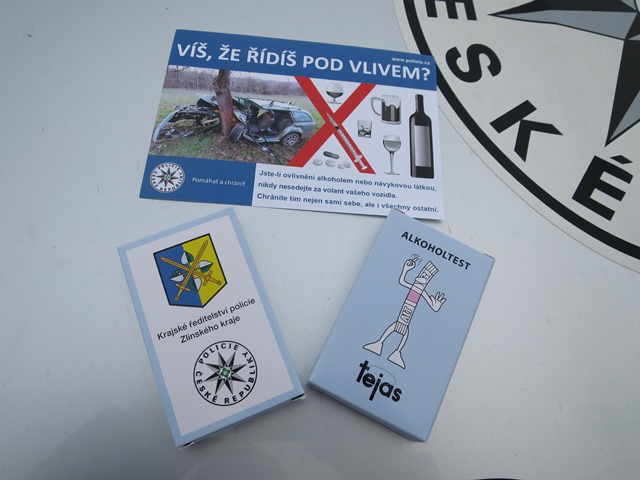 www.policie.cz
VÍŠ, ŽE ŘÍDÍŠ POD VLIVEM?
Pomáhat a chránit
Jste-li ovlivněni alkoholem nebo návykovou látkou,
nikdy nesedejte za volant vašeho vozidla.
Chráníte tím nejen sami sebe, ale i všechny ostatní.
ESKÉ
Krajské ředitelství policie
Zlínského kraje
POLICIE
ČESKÉ REPUBLIKY
ALKOHOLTEST
tejas